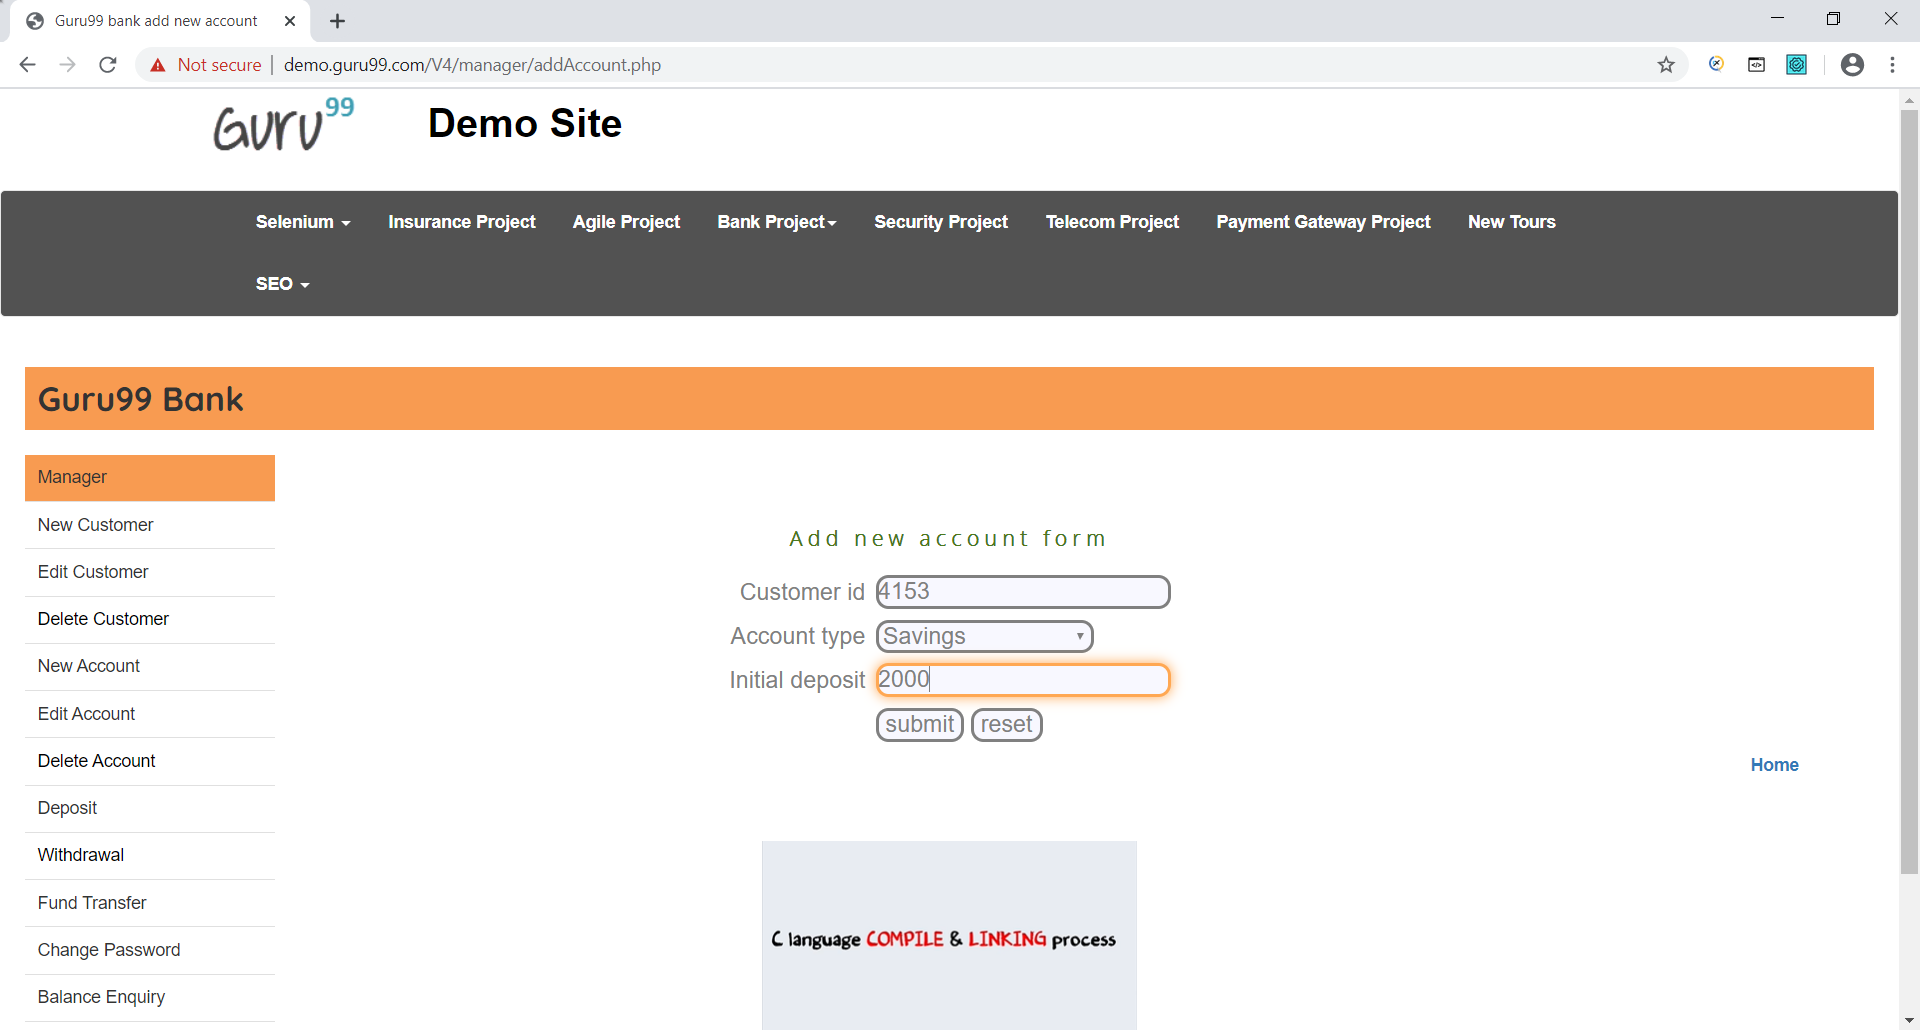 Guru99 bank add new account
Not secure | demo.guru99.com/V4/manager/addAccount.php
Guru99 Demo Site
Selenium Insurance Project Agile Project Bank Project Security Project Telecom Project Payment Gateway Project New Tours
SEO
Guru99 Bank
Manager
New Customer
Edit Customer
Delete Customer
New Account
Edit Account
Delete Account
Deposit
Withdrawal
Fund Transfer
Change Password
Balance Enquiry
Add new account form
Customer id 4153
Account type Savings
Initial deposit 2000
submit reset
Home
C language COMPILE & LINKING process